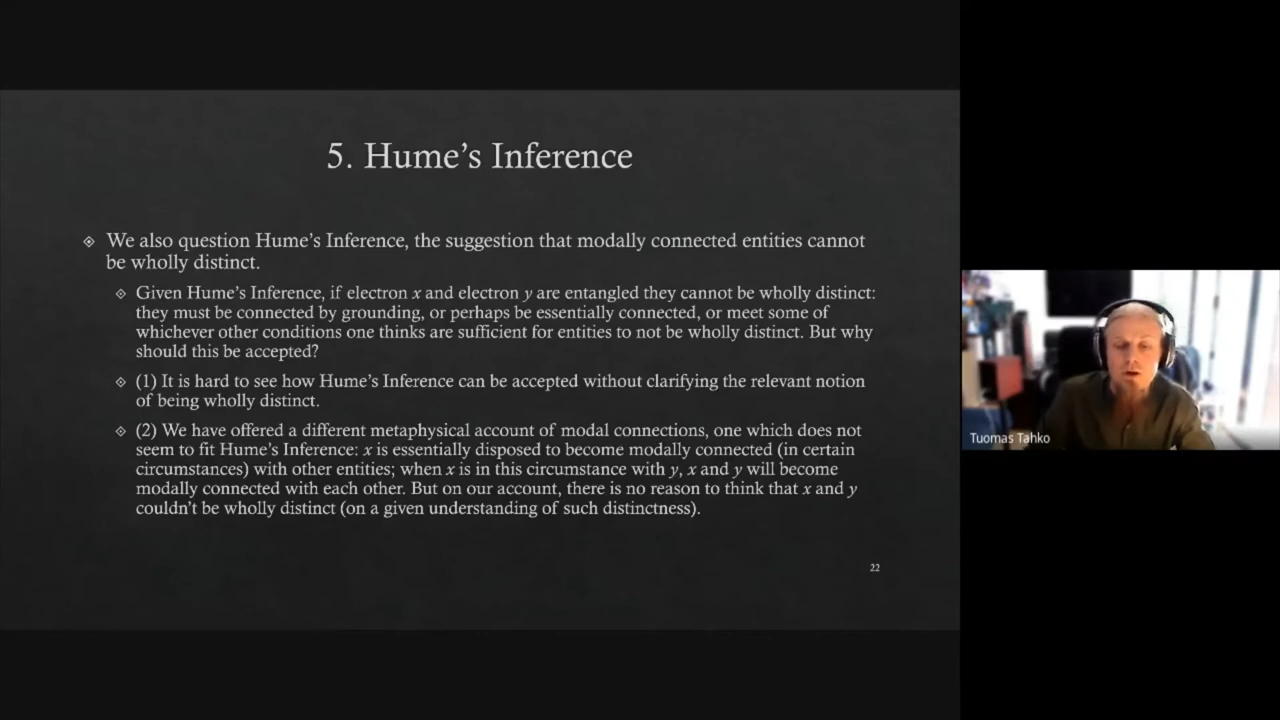 5. Hume's Inference
We also question Hume's Inference, the suggestion that modally connected entities cannot
be wholly distinct.
Given Hume's Inference, if electron x and electron y are entangled they cannot be wholly distinct:
they must be connected by grounding, or perhaps be essentially connected, or meet some of
whichever other conditions one thinks are sufficient for entities to not be wholly distinct. But why
should this be accepted?
(1) It is hard to see how Hume's Inference can be accepted without clarifying the relevant notion
of being wholly distinct.
(2) We have offered a different metaphysical account of modal connections, one which does not
seem to fit Hume's Inference: x is essentially disposed to become modally connected (in certain
circumstances) with other entities; when x is in this circumstance with y, x and y will become
modally connected with each other. But on our account, there is no reason to think that x and y
couldn't be wholly distinct (on a given understanding of such distinctness).
22
Tuomas Tahko